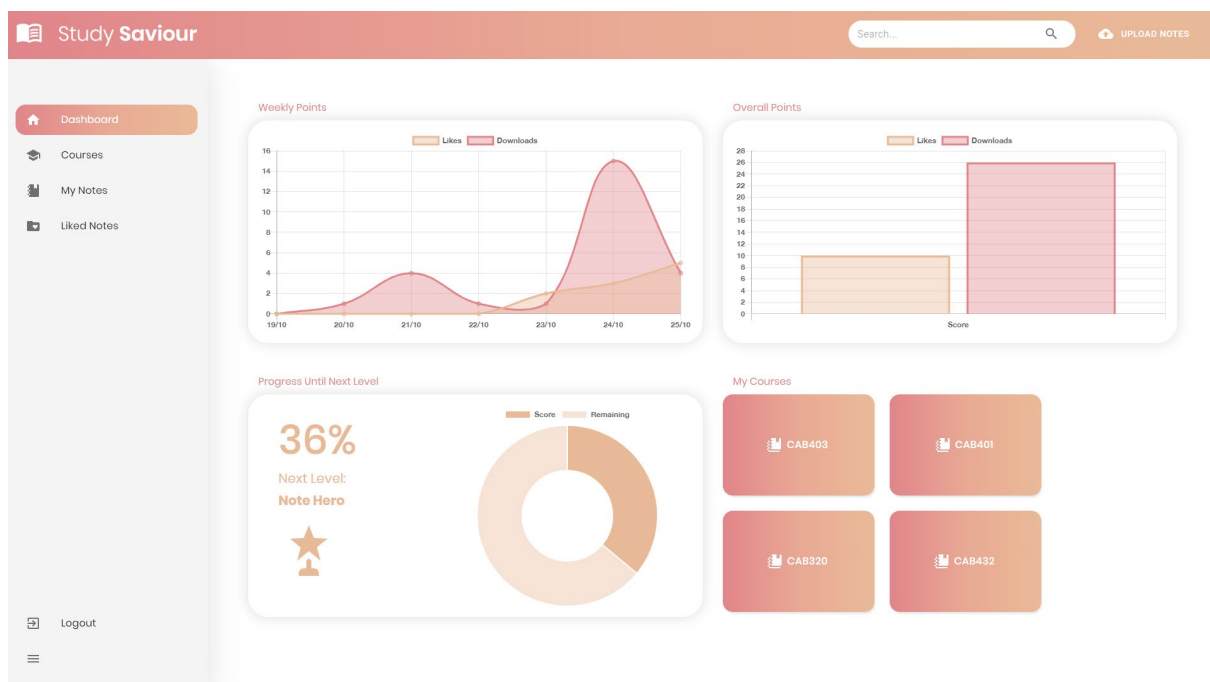 Study Saviour
Search...
UPLOAD NOTES
Dashboard
Courses
My Notes
Liked Notes
Logout
Weekly Points
Likes Downloads
16
14
12
10
8
6
4
2
0
19/10 20/10 21/10 22/10 23/10 24/10 25/10
Overall Points
Likes Downloads
28
26
24
22
20
18
16
14
12
10
8
6
4
2
0
Score
Progress Until Next Level
36%
Next Level:
Note Hero
Score Remaining
My Courses
CAB403 CAB401
CAB320 CAB432